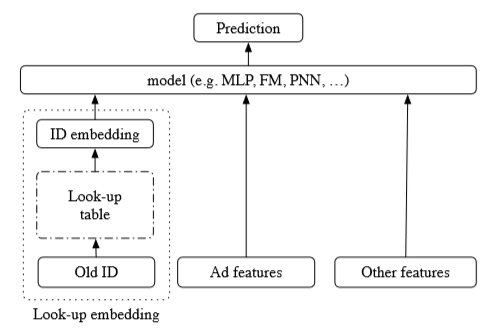 Prediction
model (e.g. MLP, FM, PNN, …)
ID embedding
Look-up
table
Old ID
Ad features
Other features
Look-up embedding